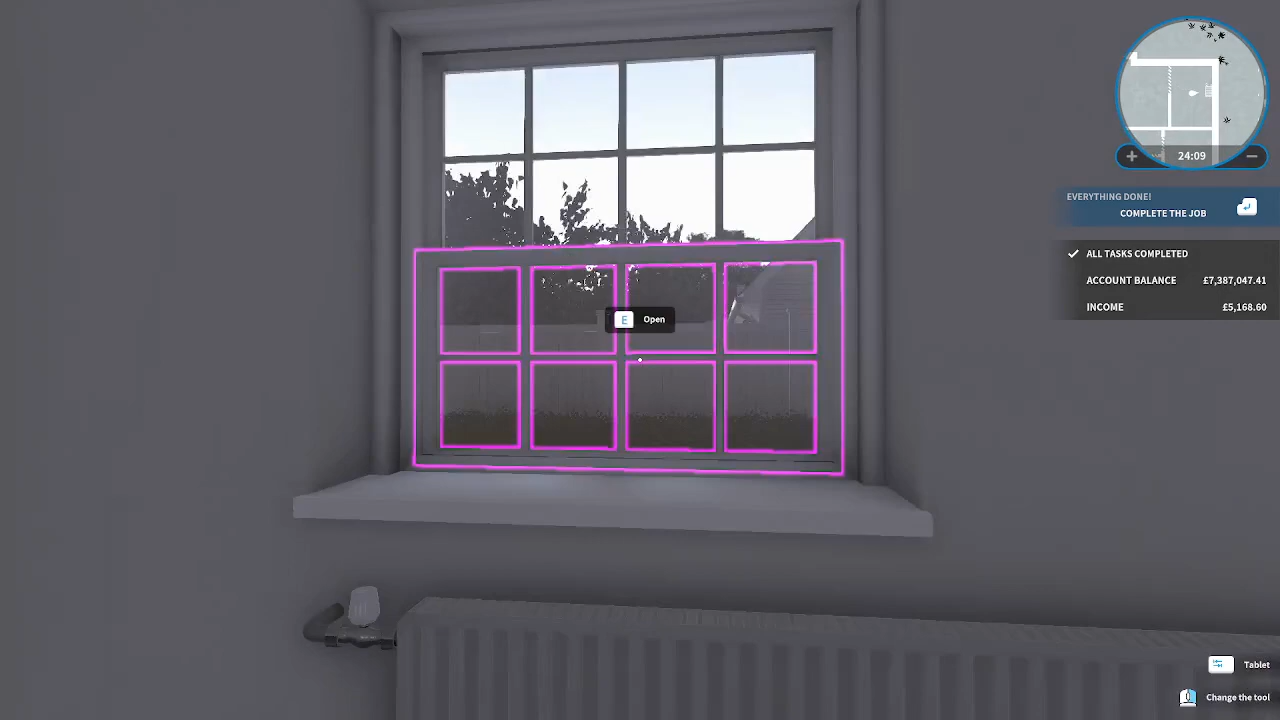 24:09
EVERYTHING DONE!
COMPLETE THE JOB
ALL TASKS COMPLETED
ACCOUNT BALANCE £7,387,047.41
INCOME £5,168.60
E Open
Tablet
Change the tool